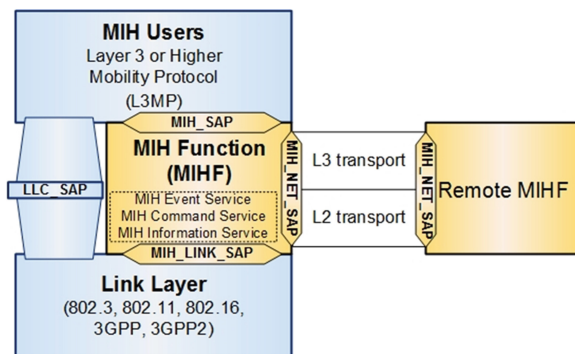 MIH Users
Layer 3 or Higher
Mobility Protocol
(L3MP)
MIH_SAP
MIH Function
(MIHF)
MIH Event Service
MIH Command Service
MIH Information Service
LLC_SAP
MIH_NET_SAP
L3 transport
L2 transport
MIH_NET_SAP
Remote MIHF
MIH_LINK_SAP
Link Layer
(802.3, 802.11, 802.16,
3GPP, 3GPP2)